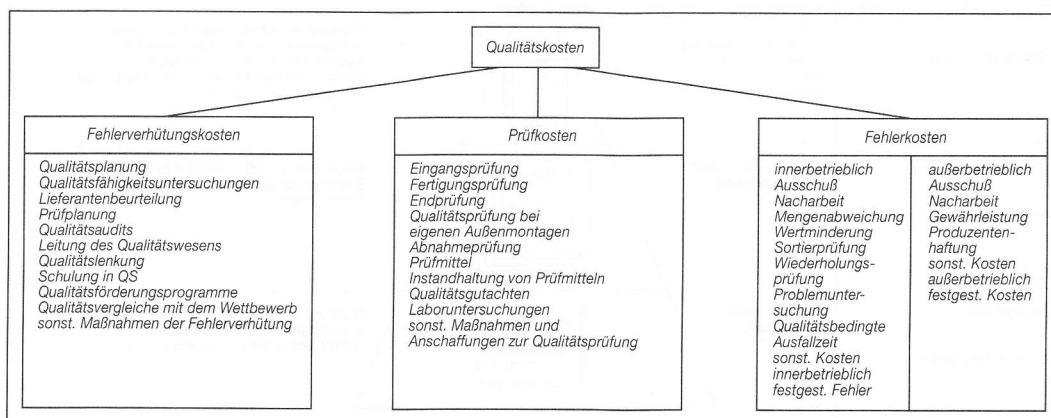 Qualitätskosten
Fehlerverhütungskosten
Qualitätsplanung
Qualitätsfähigkeitsuntersuchungen
Lieferantenbeurteilung
Prüfplanung
Qualitätsaudits
Leitung des Qualitätswesens
Qualitätslenkung
Schulung in QS
Qualitätsförderungsprogramme
Qualitätsvergleiche mit dem Wettbewerb
sonst. Maßnahmen der Fehlerverhütung
Prüfkosten
Eingangsprüfung
Fertigungsprüfung
Endprüfung
Qualitätsprüfung bei
eigenen Außenmontagen
Abnahmeprüfung
Prüfmittel
Instandhaltung von Prüfmitteln
Qualitätsgutachten
Laboruntersuchungen
sonst. Maßnahmen und
Anschaffungen zur Qualitätsprüfung
Fehlerkosten
innerbetrieblich
Ausschuß
Nacharbeit
Mengenabweichung
Wertminderung
Sortierprüfung
Wiederholungs-
prüfung
Problemunter-
suchung
Qualitätsbedingte
Ausfallzeit
sonst. Kosten
innerbetrieblich
festgest. Fehler
außerbetrieblich
Ausschuß
Nacharbeit
Gewährleistung
Produzenten-
haftung
sonst. Kosten
außerbetrieblich
festgest. Kosten